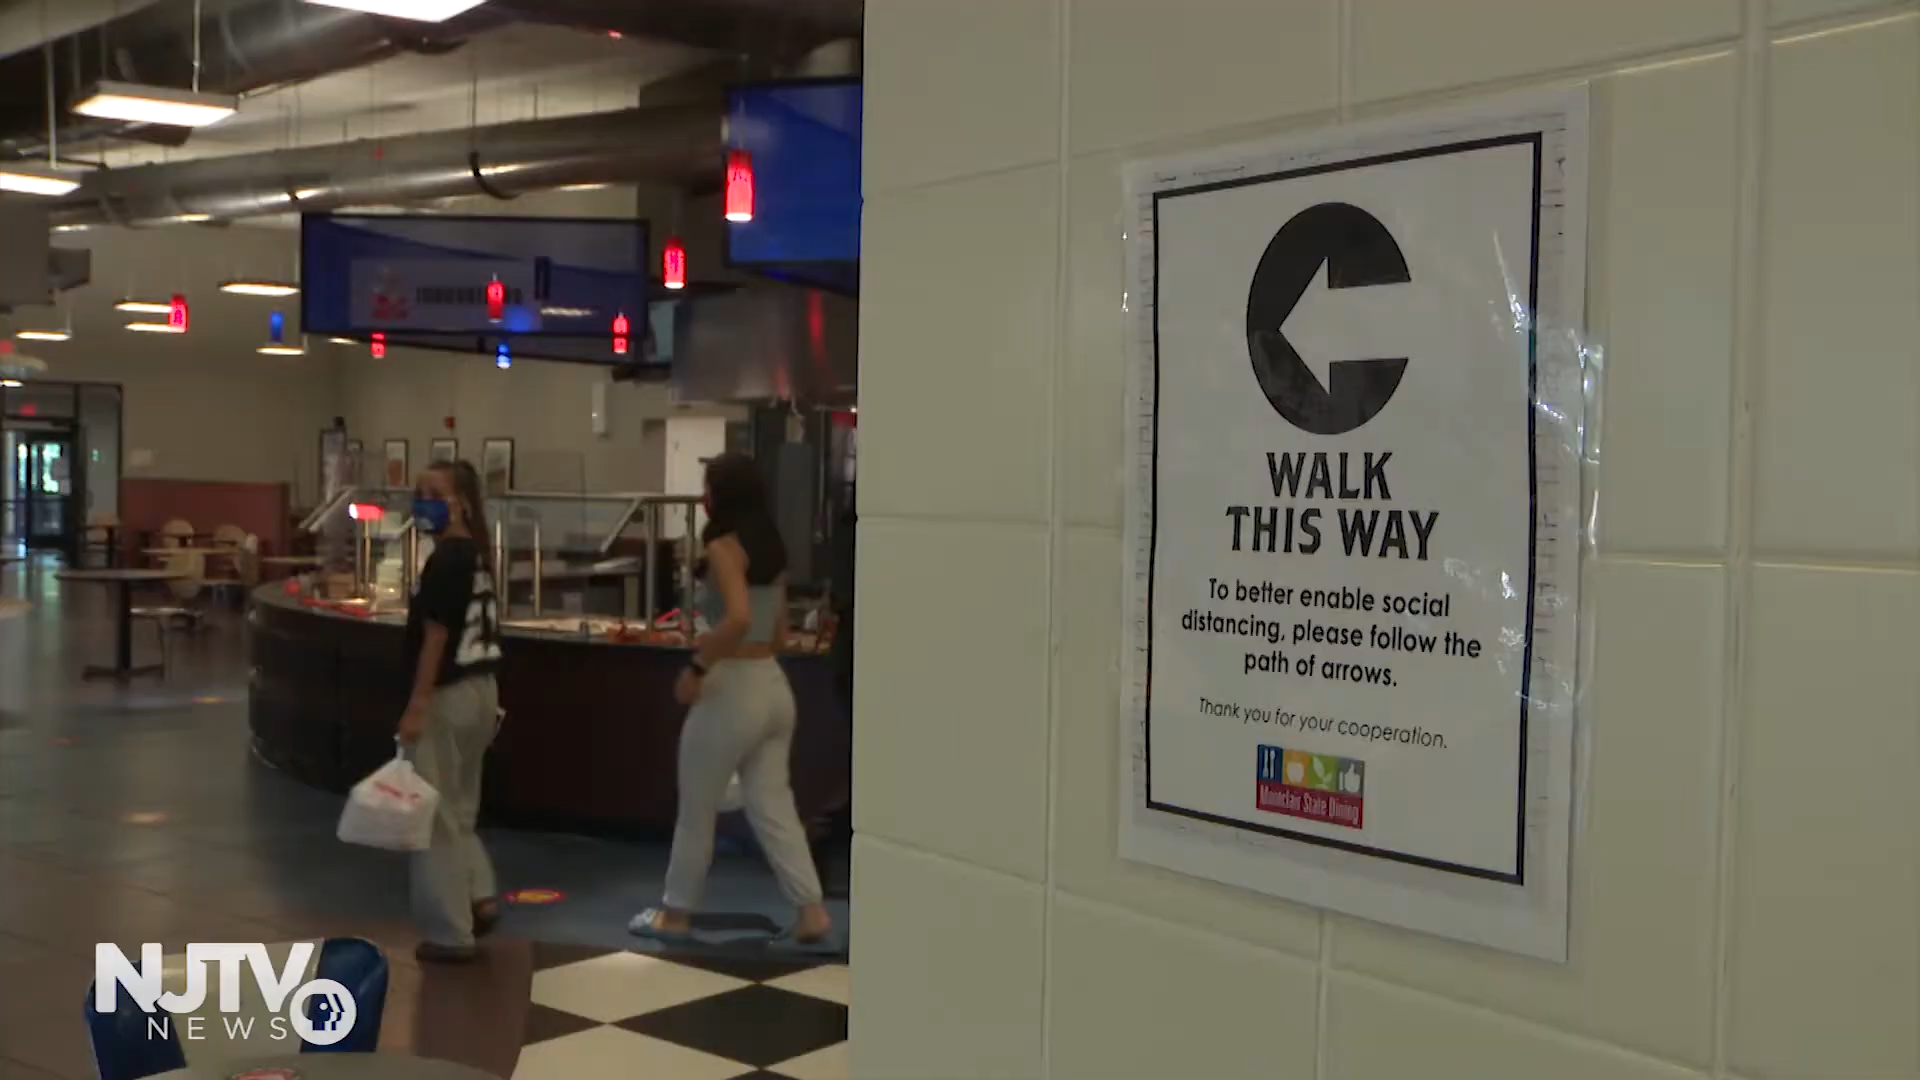 WALK
THIS WAY
To better enable social
distancing, please follow the
path of arrows.
Thank you for your cooperation.
Montclair State Dining
NJTV
NEWS